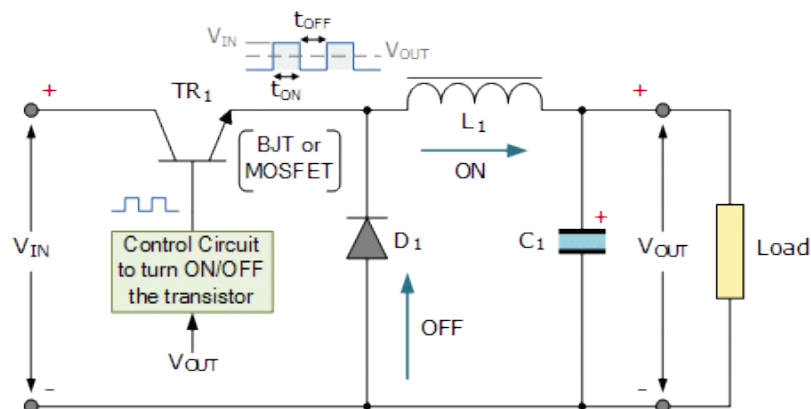 tOFF
VIN
VOUT
tON
+
TR1
+
L1
BJT or
MOSFET
ON
+
VIN
Control Circuit
to turn ON/OFF
the transistor
D1
C1
VOUT
Load
OFF
VOUT
-
-